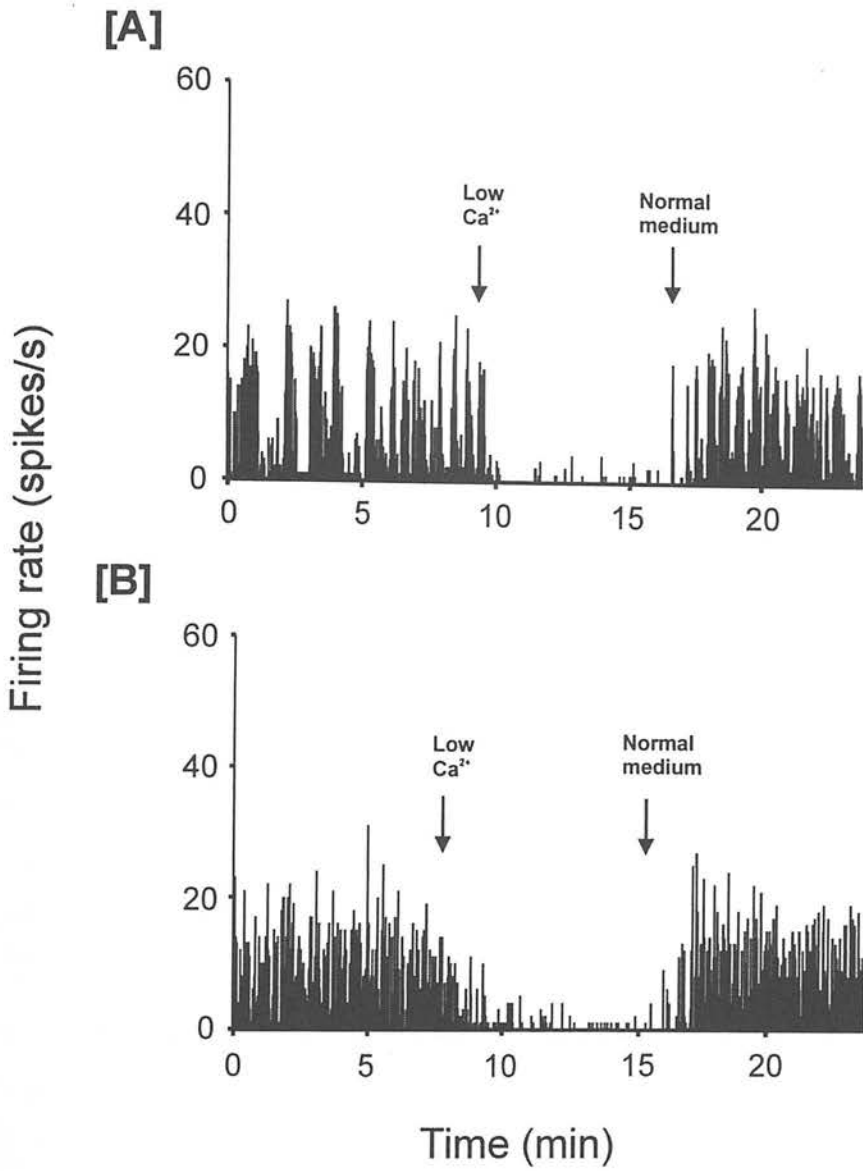 [A]
60
40
20
0
Low
Ca²⁺
Normal
medium
0 5 10 15 20
Firing rate (spikes/s)
[B]
60
40
20
0
Low
Ca²⁺
Normal
medium
0 5 10 15 20
Time (min)